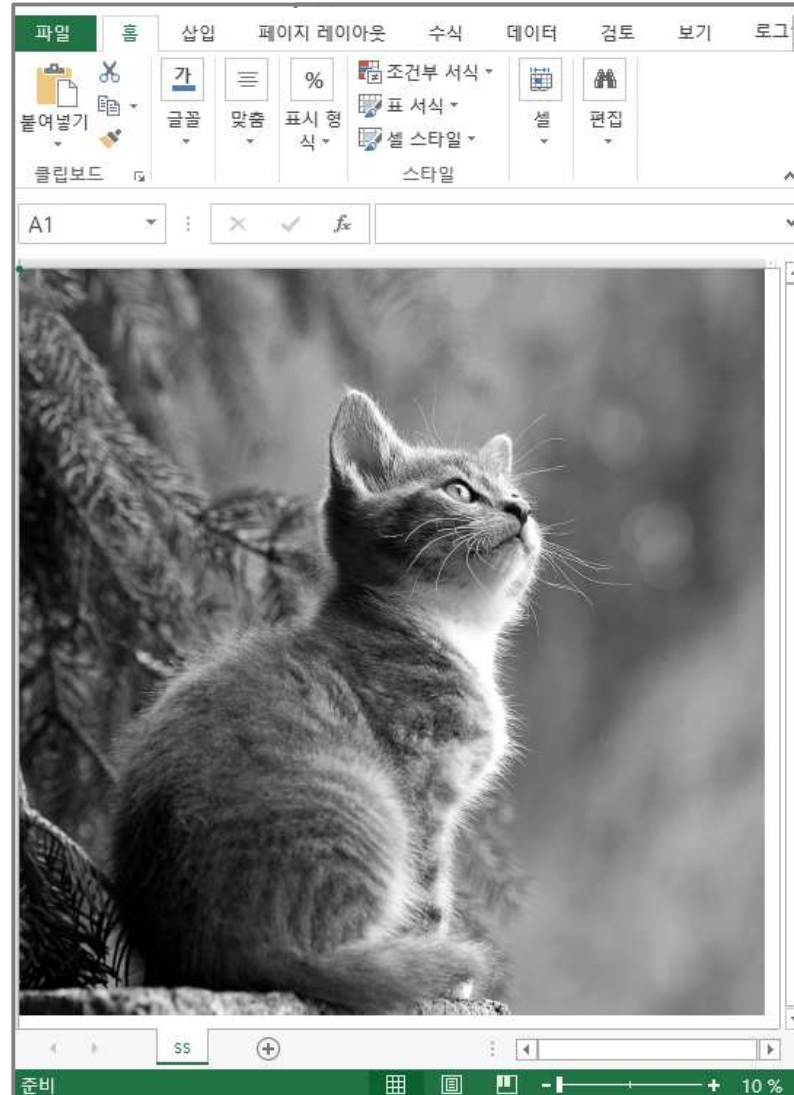 파일 홈 삽입 페이지 레이아웃 수식 데이터 검토 보기
붙여넣기
가
글꼴
맞춤
%
표시 형
식
조건부 서식
표 서식
셀 스타일
셀
편집
클립보드
스타일
A1
fx
SS
준비
10 %